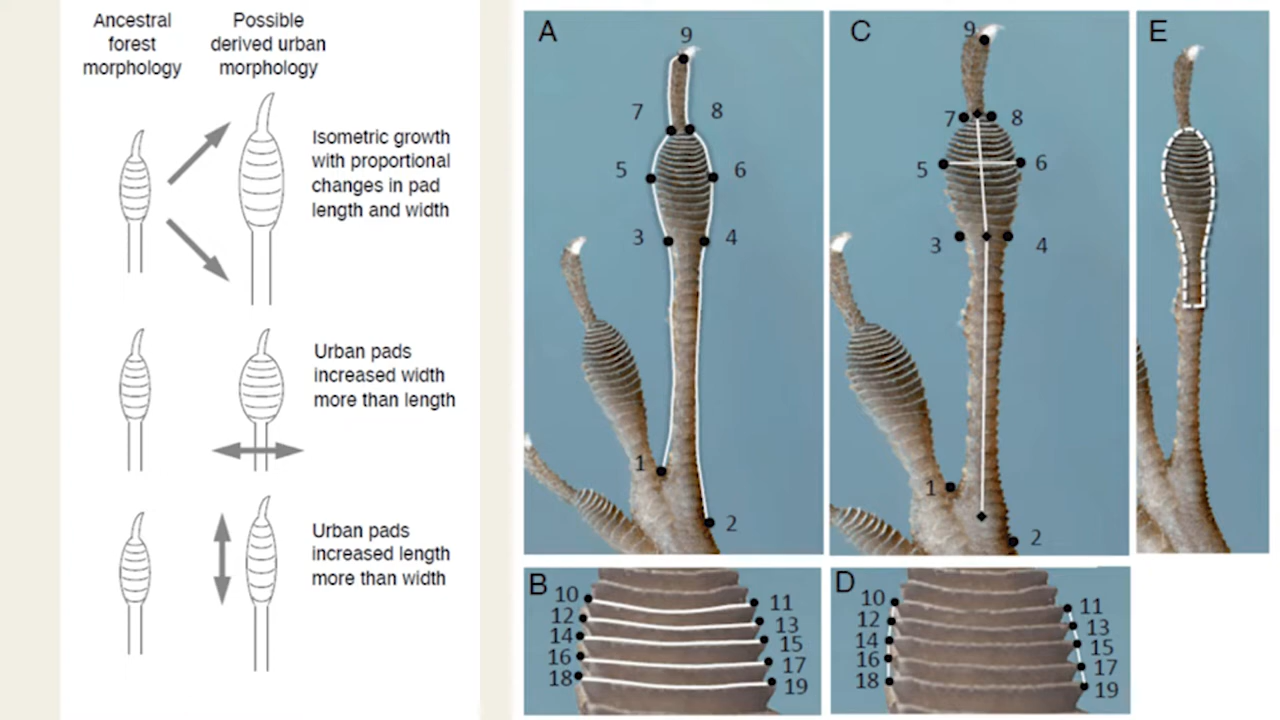 Ancestral
forest
morphology
Possible
derived urban
morphology
Isometric growth
with proportional
changes in pad
length and width
Urban pads
increased width
more than length
Urban pads
increased length
more than width
A
9
7 8
5 6
3 4
1
2
C
9
7 8
5 6
3 4
1
2
E
B
10 11
12 13
14 15
16 17
18 19
D
10 11
12 13
14 15
16 17
18 19